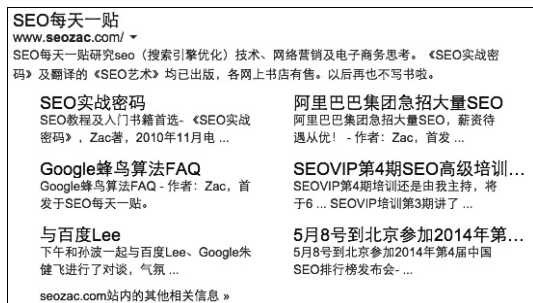 SEO每天一贴
www.seozac.com/
SEO每天一贴研究seo（搜索引擎优化）技术、网络营销及电子商务思考。《SEO实战密
码》及翻译的《SEO艺术》均已出版，各网上书店有售。以后再也不写书啦。
SEO实战密码
SEO教程及入门书籍首选-《SEO实战
密码》, Zac著，2010年11月电 ...
阿里巴巴集团急招大量SEO
阿里巴巴集团急招大量SEO，薪资待
遇从优！ - 作者：Zac，首发 ...
Google蜂鸟算法FAQ
Google蜂鸟算法FAQ - 作者：Zac，首
发于SEO每天一贴。
SEOVIP第4期SEO高级培训...
SEOVIP第4期培训还是由我主持，将
于6 ... SEOVIP培训第3期讲了 ...
与百度Lee
下午和孙波一起与百度Lee、Google朱
健飞进行了对谈，气氛 ...
5月8号到北京参加2014年第...
5月8号到北京参加2014年第4届中国
SEO排行榜发布会- ...
seozac.com站内的其他相关信息 »